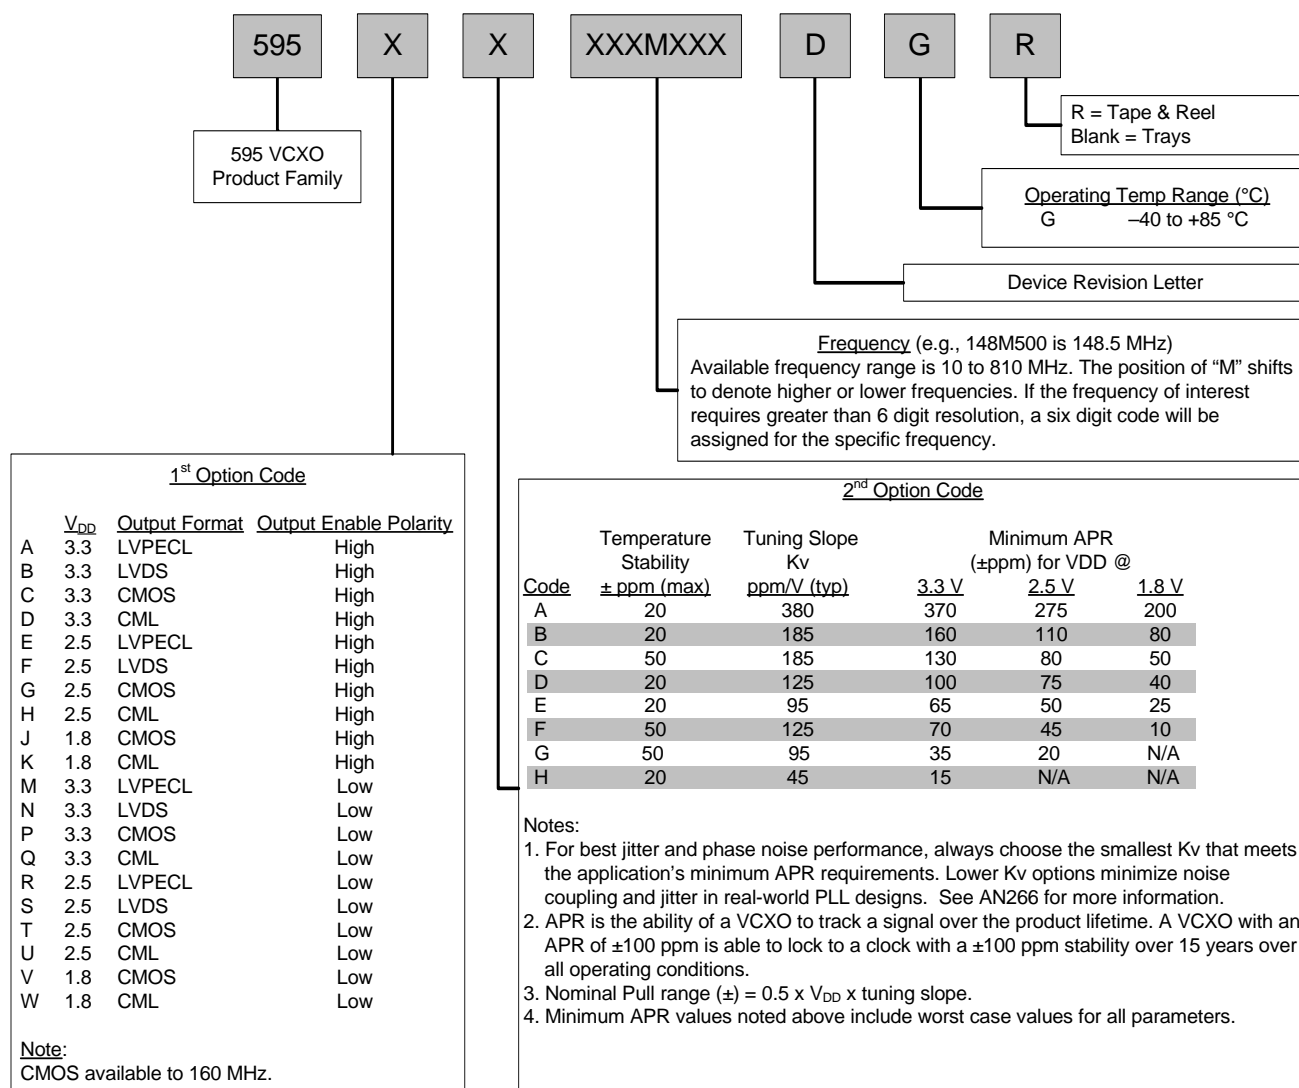 595 X X XXXMXXX D G R
R = Tape & Reel
Blank = Trays
595 VCXO
Product Family
Operating Temp Range (°C)
G –40 to +85 °C
Device Revision Letter
Frequency (e.g., 148M500 is 148.5 MHz)
Available frequency range is 10 to 810 MHz. The position of “M” shifts
to denote higher or lower frequencies. If the frequency of interest
requires greater than 6 digit resolution, a six digit code will be
assigned for the specific frequency.
1st Option Code
VDD Output Format Output Enable Polarity
A 3.3 LVPECL High
B 3.3 LVDS High
C 3.3 CMOS High
D 3.3 CML High
E 2.5 LVPECL High
F 2.5 LVDS High
G 2.5 CMOS High
H 2.5 CML High
J 1.8 CMOS High
K 1.8 CML High
M 3.3 LVPECL Low
N 3.3 LVDS Low
P 3.3 CMOS Low
Q 3.3 CML Low
R 2.5 LVPECL Low
S 2.5 LVDS Low
T 2.5 CMOS Low
U 2.5 CML Low
V 1.8 CMOS Low
W 1.8 CML Low
Note:
CMOS available to 160 MHz.
2nd Option Code
Temperature Tuning Slope Minimum APR
Stability Kv (±ppm) for VDD @
Code ± ppm (max) ppm/V (typ) 3.3 V 2.5 V 1.8 V
A 20 380 370 275 200
B 20 185 160 110 80
C 50 185 130 80 50
D 20 125 100 75 40
E 20 95 65 50 25
F 50 125 70 45 10
G 50 95 35 20 N/A
H 20 45 15 N/A N/A
Notes:
1. For best jitter and phase noise performance, always choose the smallest Kv that meets
the application’s minimum APR requirements. Lower Kv options minimize noise
coupling and jitter in real-world PLL designs. See AN266 for more information.
2. APR is the ability of a VCXO to track a signal over the product lifetime. A VCXO with an
APR of ±100 ppm is able to lock to a clock with a ±100 ppm stability over 15 years over
all operating conditions.
3. Nominal Pull range (±) = 0.5 x VDD x tuning slope.
4. Minimum APR values noted above include worst case values for all parameters.